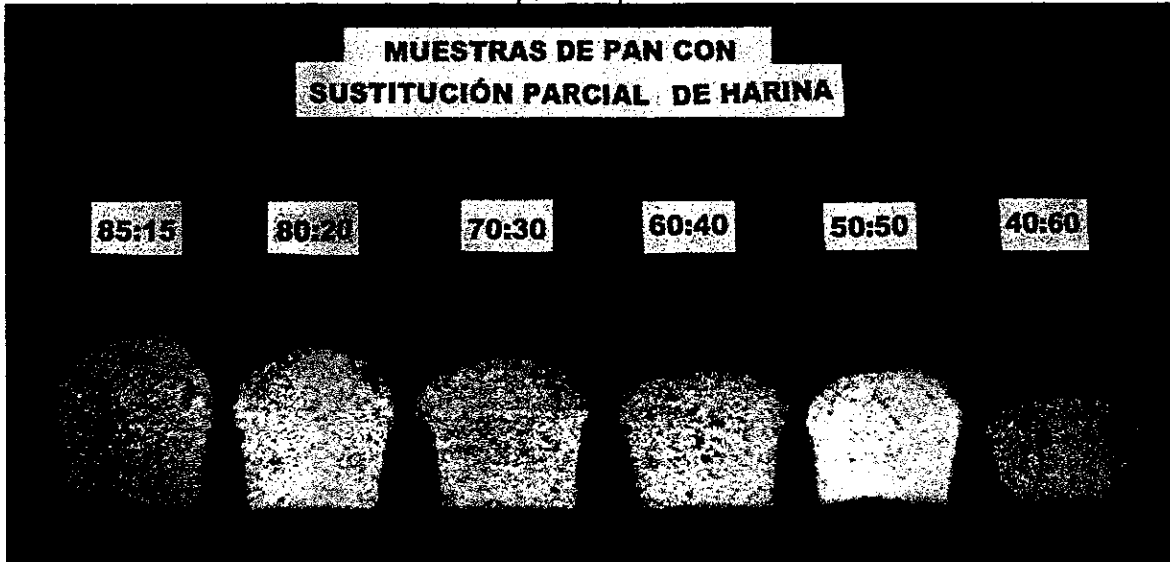 MUESTRAS DE PAN CON
SUSTITUCIÓN PARCIAL DE HARINA
85:15 80:20 70:30 60:40 50:50 40:60